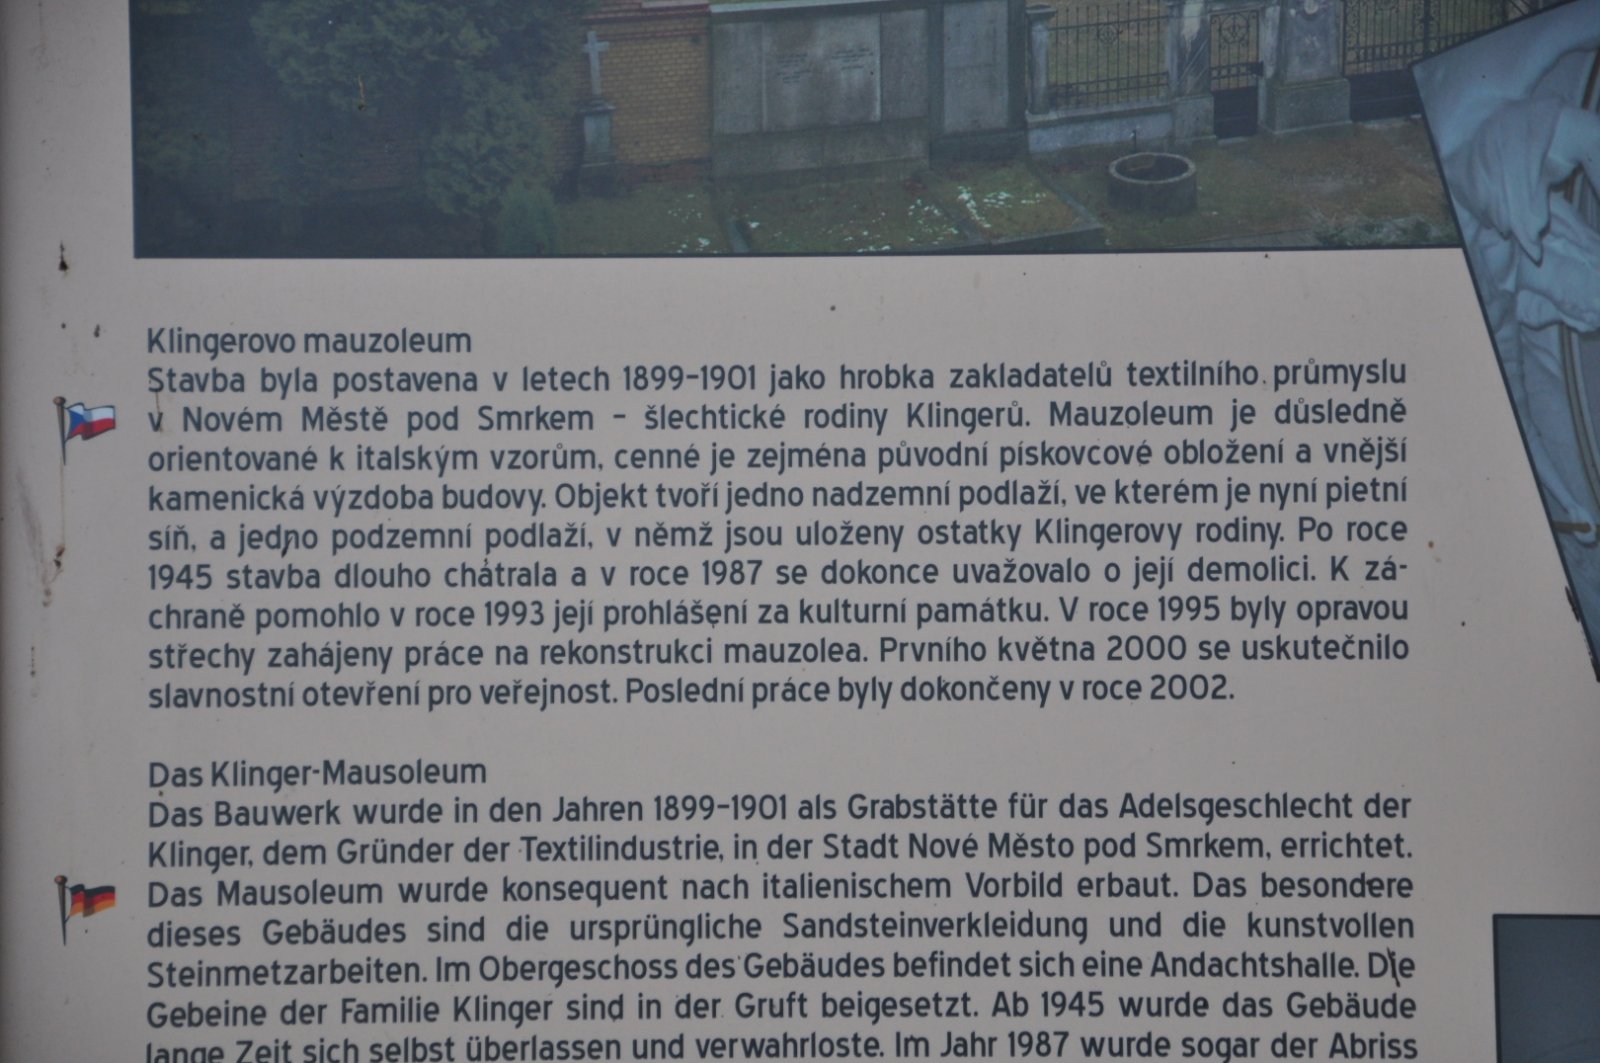 Klingerovo mauzoleum
Stavba byla postavena v letech 1899–1901 jako hrobka zakladatelů textilního průmyslu
v Novém Městě pod Smrkem – šlechtické rodiny Klingerů. Mauzoleum je důsledně
orientované k italským vzorům, cenné je zejména původní pískovcové obložení a vnější
kamenická výzdoba budovy. Objekt tvoří jedno nadzemní podlaží, ve kterém je nyní pietní
síň, a jedno podzemní podlaží, v němž jsou uloženy ostatky Klingerovy rodiny. Po roce
1945 stavba dlouho chátrala a v roce 1987 se dokonce uvažovalo o její demolici. K zá-
chraně pomohlo v roce 1993 její prohlášení za kulturní památku. V roce 1995 byly opravou
střechy zahájeny práce na rekonstrukci mauzolea. Prvního května 2000 se uskutečnilo
slavnostní otevření pro veřejnost. Poslední práce byly dokončeny v roce 2002.
Das Klinger-Mausoleum
Das Bauwerk wurde in den Jahren 1899–1901 als Grabstätte für das Adelsgeschlecht der
Klinger, dem Gründer der Textilindustrie, in der Stadt Nové Město pod Smrkem, errichtet.
Das Mausoleum wurde konsequent nach italienischem Vorbild erbaut. Das besondere
dieses Gebäudes sind die ursprüngliche Sandsteinverkleidung und die kunstvollen
Steinmetzarbeiten. Im Obergeschoss des Gebäudes befindet sich eine Andachtshalle. Die
Gebeine der Familie Klinger sind in der Gruft beigesetzt. Ab 1945 wurde das Gebäude
lange Zeit sich selbst überlassen und verwahrloste. Im Jahr 1987 wurde sogar der Abriss